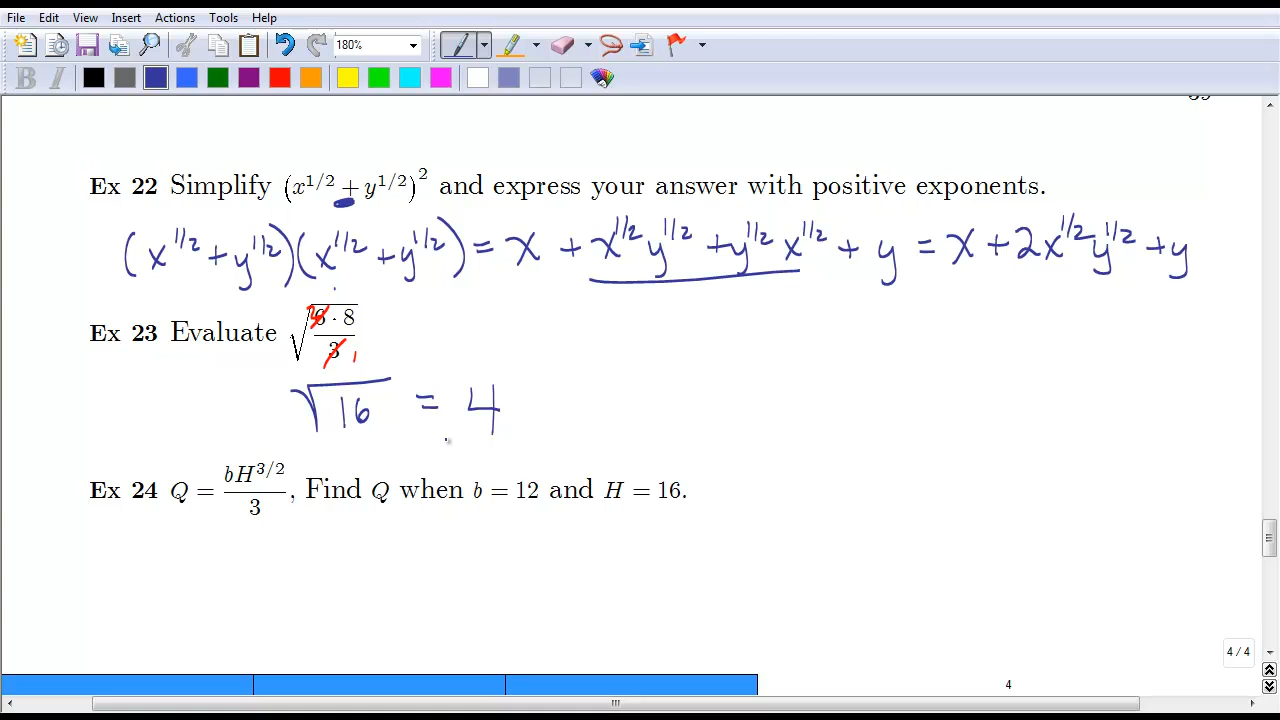 File Edit View Insert Actions Tools Help
180%
B I
Ex 22 Simplify (x^{1/2} + y^{1/2})^2 and express your answer with positive exponents.
(x^{1/2} + y^{1/2})(x^{1/2} + y^{1/2}) = x + x^{1/2} y^{1/2} + y^{1/2} x^{1/2} + y = x + 2x^{1/2} y^{1/2} + y
Ex 23 Evaluate √(6 · 8 / 3)
2 1
√16 = 4
Ex 24 Q = bH^{3/2} / 3, Find Q when b = 12 and H = 16.
4 / 4
4